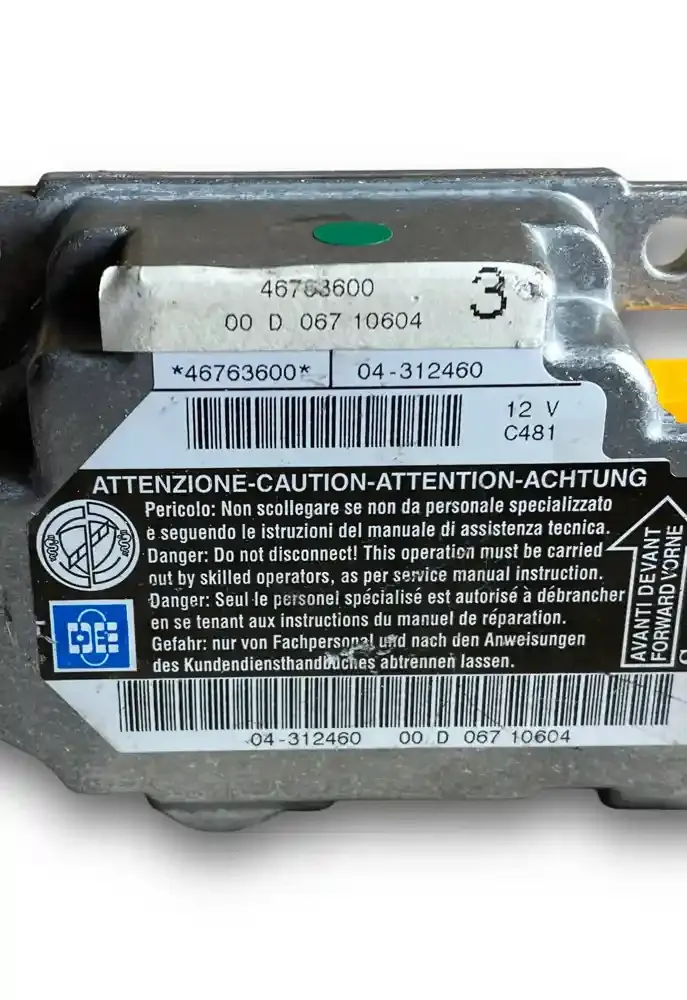 46763600
3
00 D 067 10604
*46763600* 04-312460
12 V
C481
ATTENZIONE-CAUTION-ATTENTION-ACHTUNG
Pericolo: Non scollegare se non da personale specializzato
e seguendo le istruzioni del manuale di assistenza tecnica.
Danger: Do not disconnect! This operation must be carried
out by skilled operators, as per service manual instruction.
Danger: Seul le personel spécialisé est autorisé à débrancher
en se tenant aux instructions du manuel de réparation.
Gefahr: nur von Fachpersonal und nach den Anweisungen
des Kundendiensthandbuches abtrennen lassen.
AVANTI DEVANT
FORWARD VORNE
04-312460 00 D 067 10604